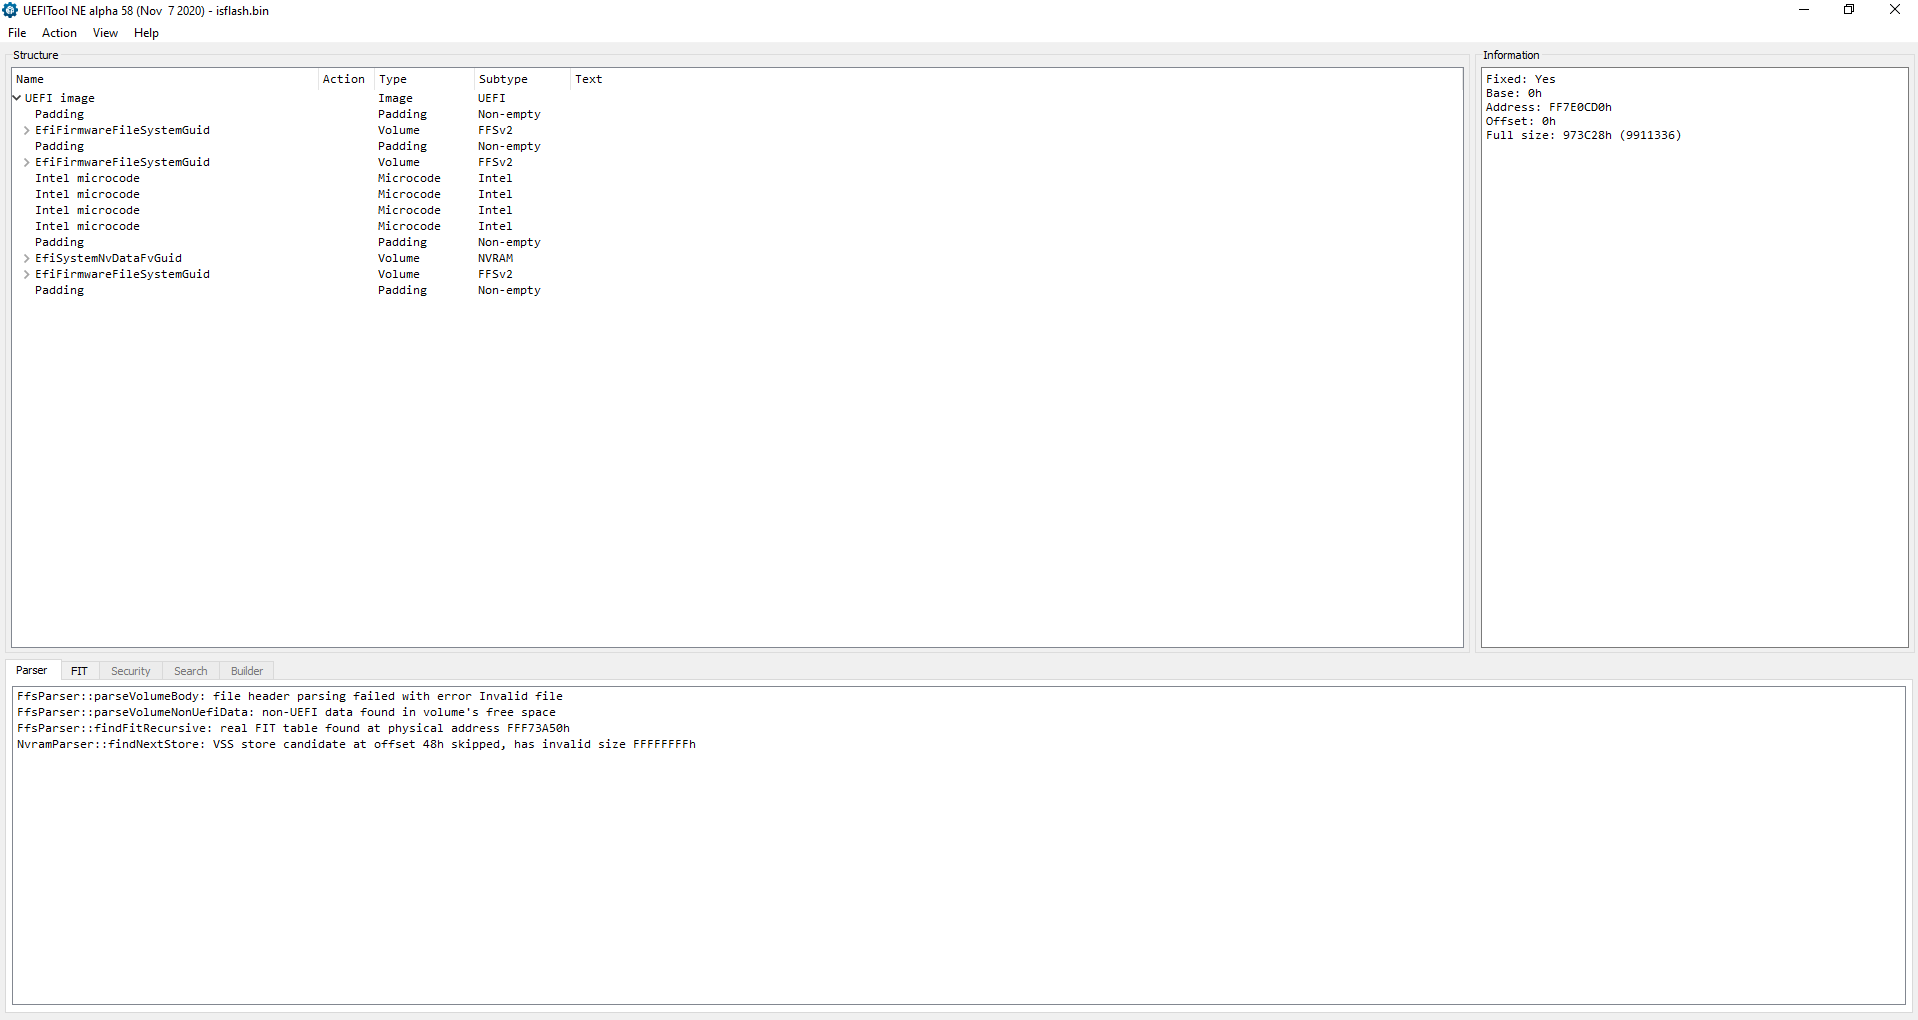 UEFITool NE alpha 58 (Nov  7 2020) - isflash.bin
File Action View Help
Structure
Name Action Type Subtype Text
UEFI image Image UEFI
Padding Padding Non-empty
EfiFirmwareFileSystemGuid Volume FFSv2
Padding Padding Non-empty
EfiFirmwareFileSystemGuid Volume FFSv2
Intel microcode Microcode Intel
Intel microcode Microcode Intel
Intel microcode Microcode Intel
Intel microcode Microcode Intel
Padding Padding Non-empty
EfiSystemNvDataFvGuid Volume NVRAM
EfiFirmwareFileSystemGuid Volume FFSv2
Padding Padding Non-empty
Information
Fixed: Yes
Base: 0h
Address: FF7E0CD0h
Offset: 0h
Full size: 973C28h (9911336)
Parser FIT Security Search Builder
FfsParser::parseVolumeBody: file header parsing failed with error Invalid file
FfsParser::parseVolumeNonUefiData: non-UEFI data found in volume's free space
FfsParser::findFitRecursive: real FIT table found at physical address FFF73A50h
NvramParser::findNextStore: VSS store candidate at offset 48h skipped, has invalid size FFFFFFFFh